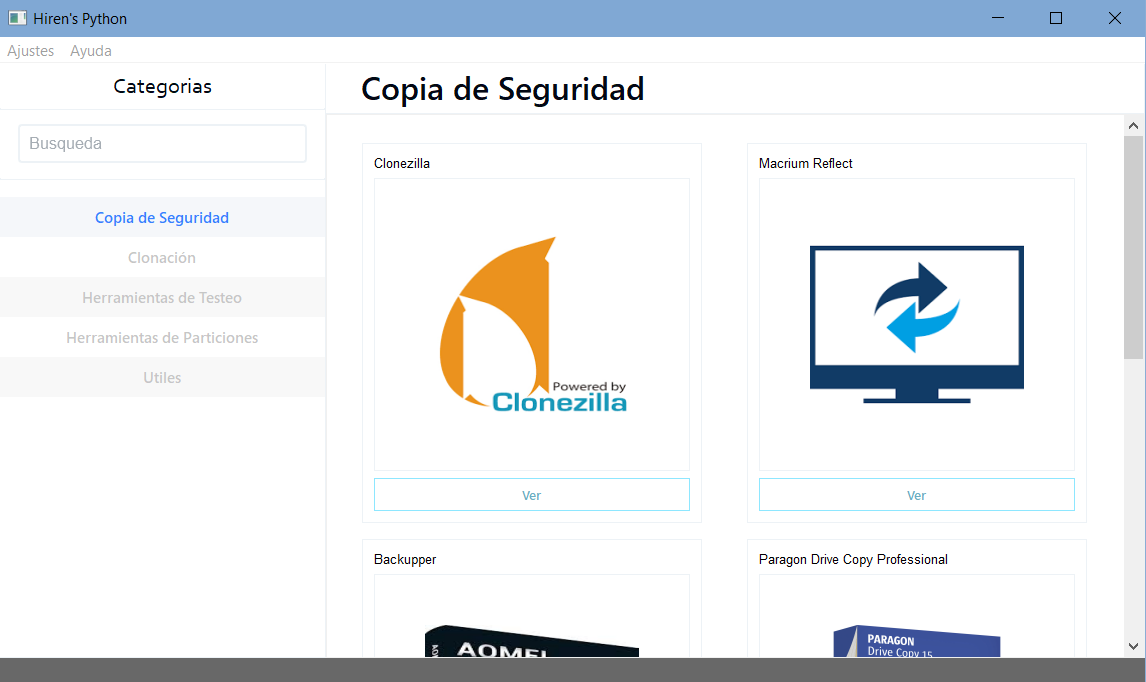 Hiren's Python
Ajustes Ayuda
Categorias
Busqueda
Copia de Seguridad
Clonación
Herramientas de Testeo
Herramientas de Particiones
Utiles
Copia de Seguridad
Clonezilla
Powered by
Clonezilla
Ver
Macrium Reflect
Ver
Backupper
AOMEI
Paragon Drive Copy Professional
PARAGON
Drive Copy 15